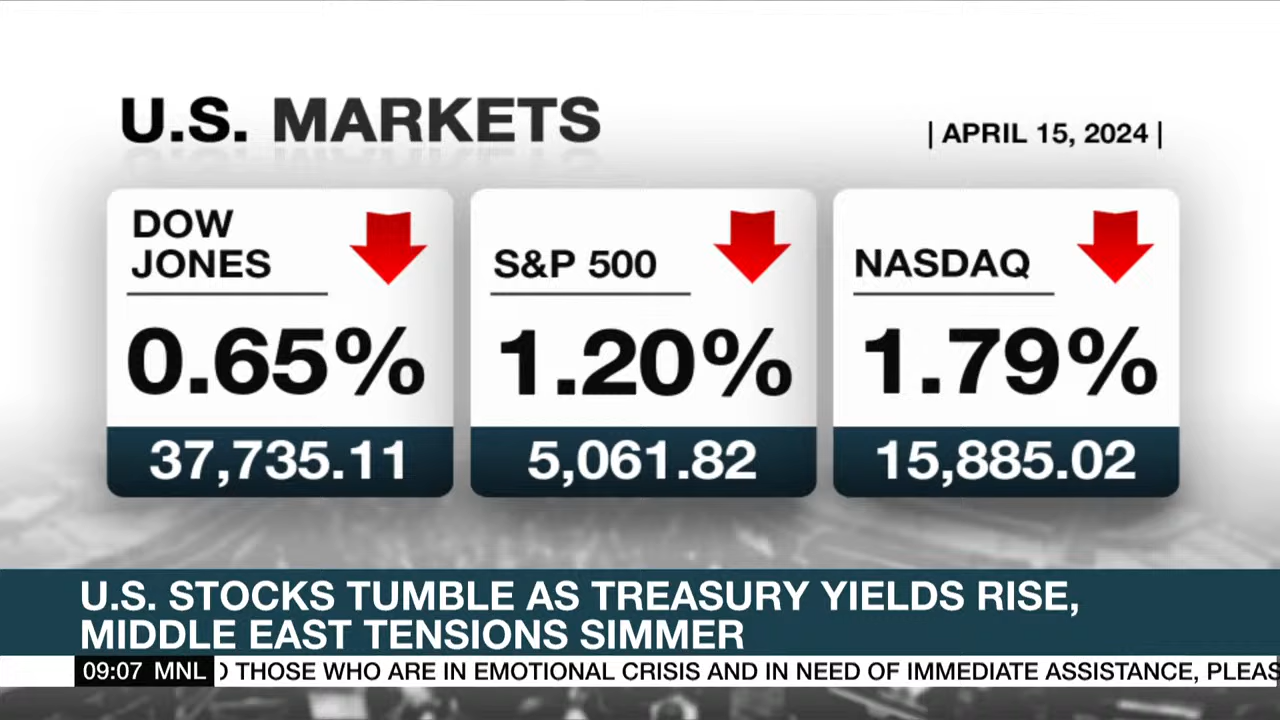 U.S. MARKETS
| APRIL 15, 2024 |
DOW
JONES
0.65%
37,735.11
S&P 500
1.20%
5,061.82
NASDAQ
1.79%
15,885.02
U.S. STOCKS TUMBLE AS TREASURY YIELDS RISE,
MIDDLE EAST TENSIONS SIMMER
09:07 MNL
THOSE WHO ARE IN EMOTIONAL CRISIS AND IN NEED OF IMMEDIATE ASSISTANCE, PLEAS